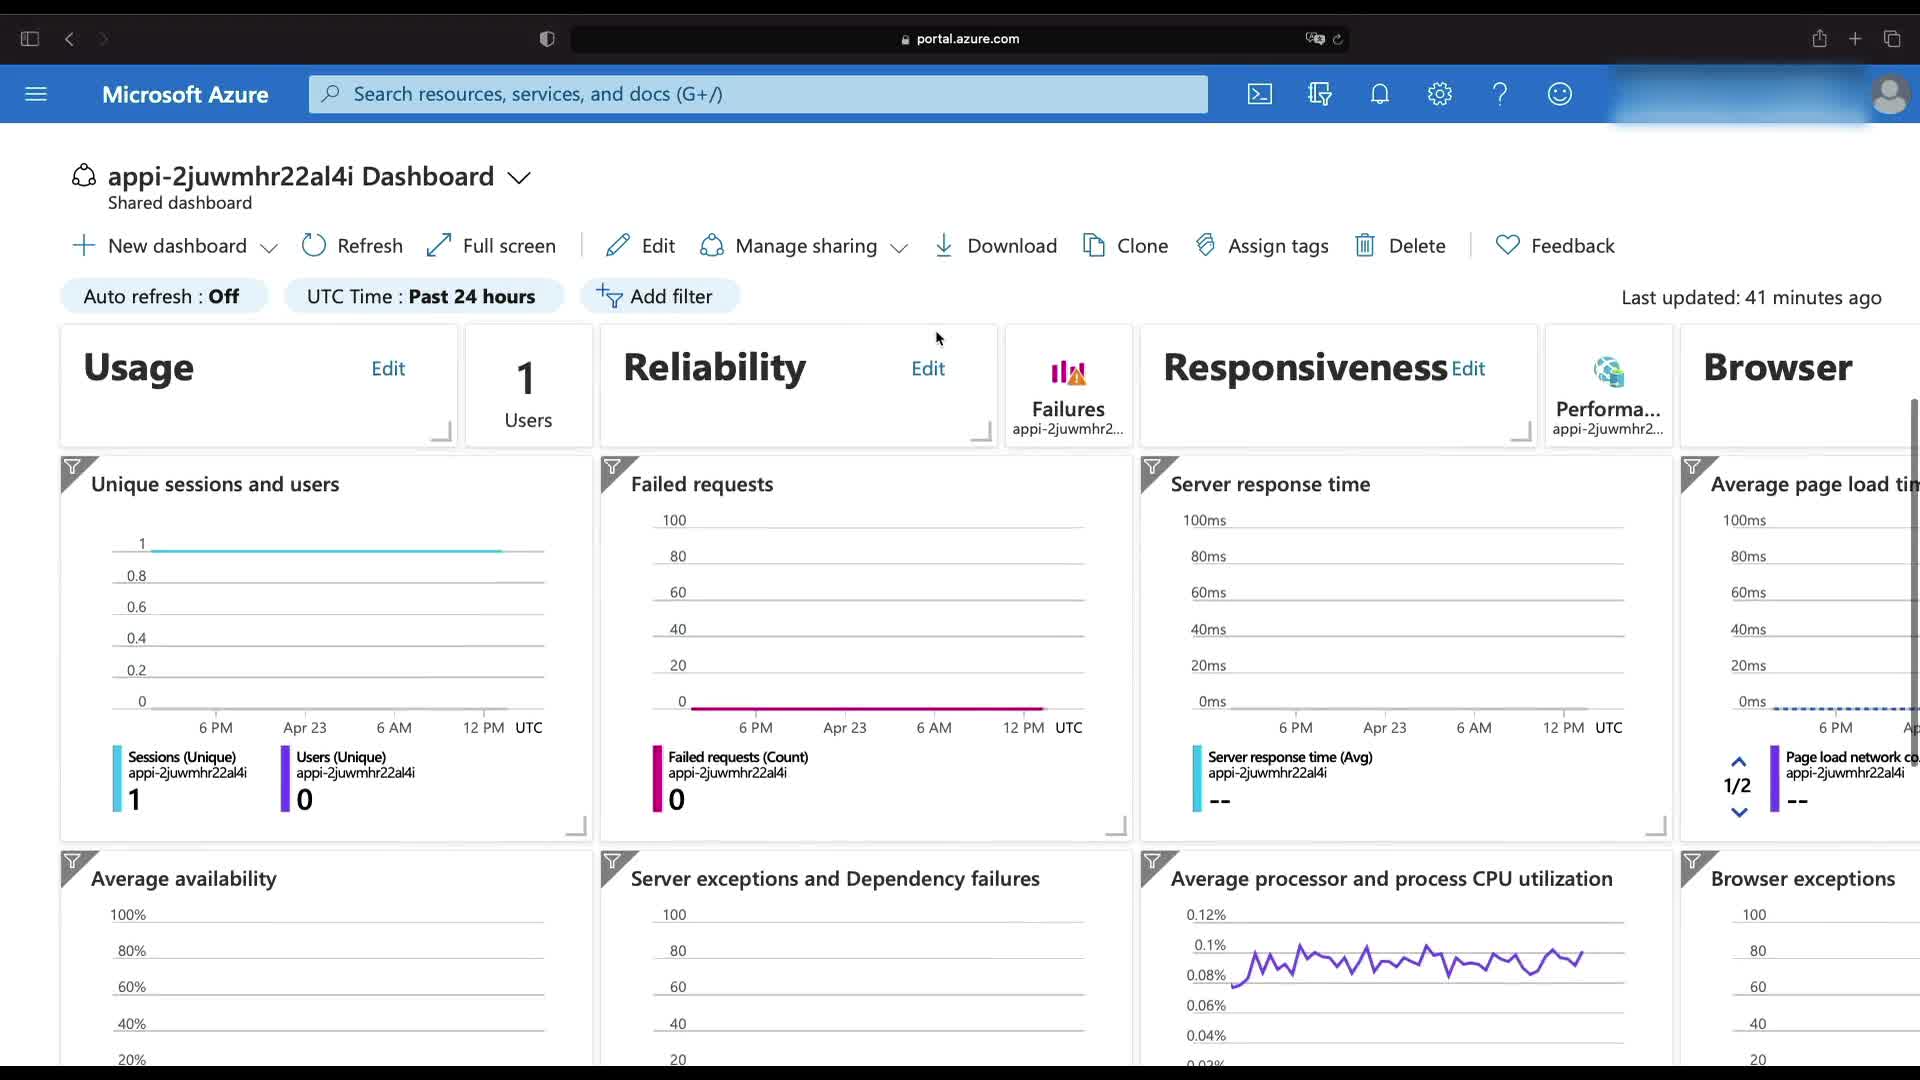 portal.azure.com
Microsoft Azure
Search resources, services, and docs (G+/)
appi-2juwmhr22al4i Dashboard
Shared dashboard
New dashboard
Refresh
Full screen
Edit
Manage sharing
Download
Clone
Assign tags
Delete
Feedback
Auto refresh : Off
UTC Time : Past 24 hours
Add filter
Last updated: 41 minutes ago
Usage
Edit
1
Users
Reliability
Edit
Failures
appi-2juwmhr2...
Responsiveness
Edit
Performa...
appi-2juwmhr2...
Browser
Unique sessions and users
1
0.8
0.6
0.4
0.2
0
6 PM
Apr 23
6 AM
12 PM
UTC
Sessions (Unique)
appi-2juwmhr22al4i
1
Users (Unique)
appi-2juwmhr22al4i
0
Failed requests
100
80
60
40
20
0
6 PM
Apr 23
6 AM
12 PM
UTC
Failed requests (Count)
appi-2juwmhr22al4i
0
Server response time
100ms
80ms
60ms
40ms
20ms
0ms
6 PM
Apr 23
6 AM
12 PM
UTC
Server response time (Avg)
appi-2juwmhr22al4i
--
Average page load tim
100ms
80ms
60ms
40ms
20ms
0ms
6 PM
Ap
1/2
Page load network co
appi-2juwmhr22al4i
--
Average availability
100%
80%
60%
40%
20%
Server exceptions and Dependency failures
100
80
60
40
20
Average processor and process CPU utilization
0.12%
0.1%
0.08%
0.06%
0.04%
0.02%
Browser exceptions
100
80
60
40
20